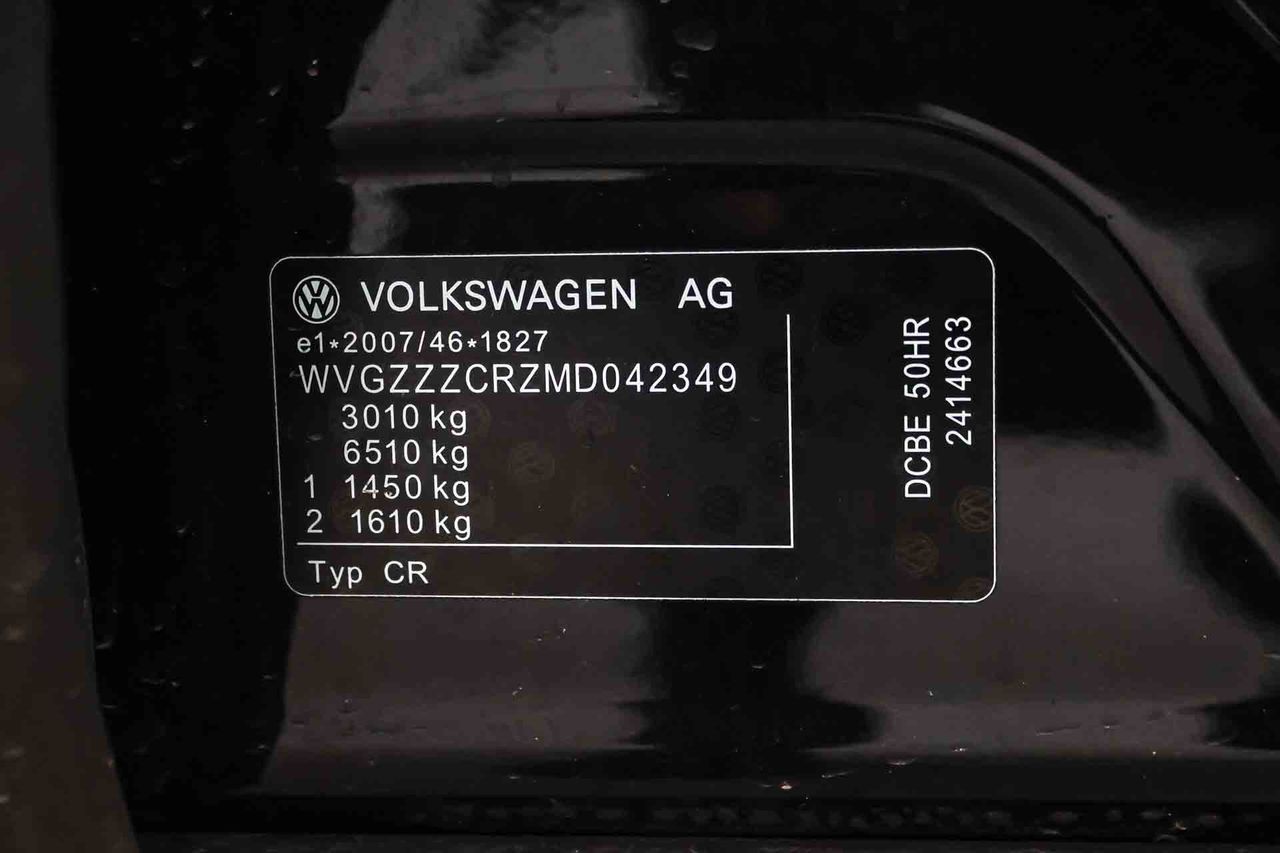 VOLKSWAGEN AG
e1*2007/46*1827
WVGZZZCRZMD042349
3010 kg
6510 kg
1 1450 kg
2 1610 kg
Typ CR
DCBE 50HR
2414663